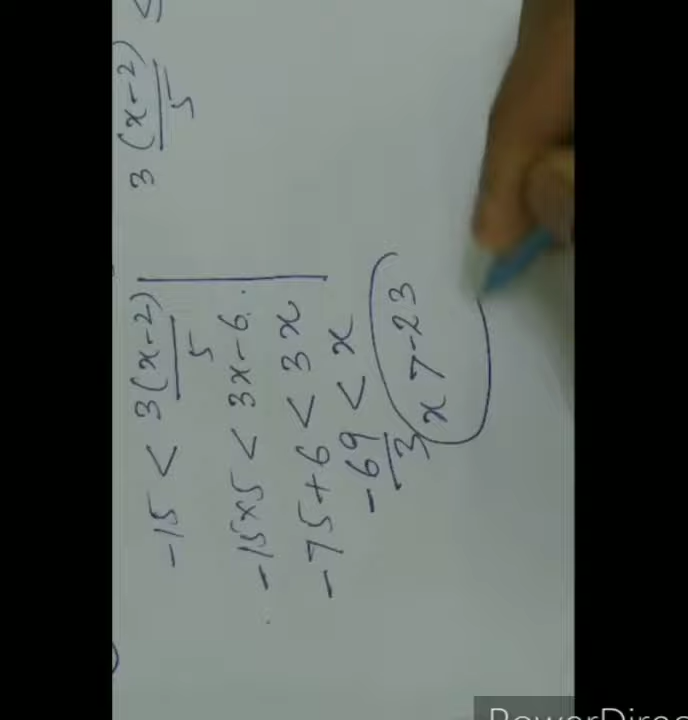 -15 < 3(x-2)/5
-15×5 < 3x-6.
-75+6 < 3x
-69/3 < x
x > -23
3(x-2)/5 ≤